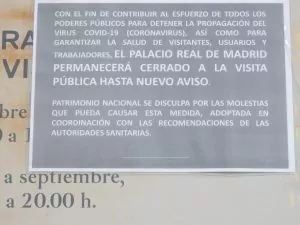 CON EL FIN DE CONTRIBUIR AL ESFUERZO DE TODOS LOS
PODERES PÚBLICOS PARA DETENER LA PROPAGACIÓN DEL
VIRUS COVID-19 (CORONAVIRUS), ASÍ COMO PARA
GARANTIZAR LA SALUD DE VISITANTES, USUARIOS Y
TRABAJADORES, EL PALACIO REAL DE MADRID
PERMANECERÁ CERRADO A LA VISITA
PÚBLICA HASTA NUEVO AVISO.
PATRIMONIO NACIONAL SE DISCULPA POR LAS MOLESTIAS
QUE PUEDA CAUSAR ESTA MEDIDA, ADOPTADA EN
COORDINACIÓN CON LAS RECOMENDACIONES DE LAS
AUTORIDADES SANITARIAS.
a septiembre,
a 20.00 h.